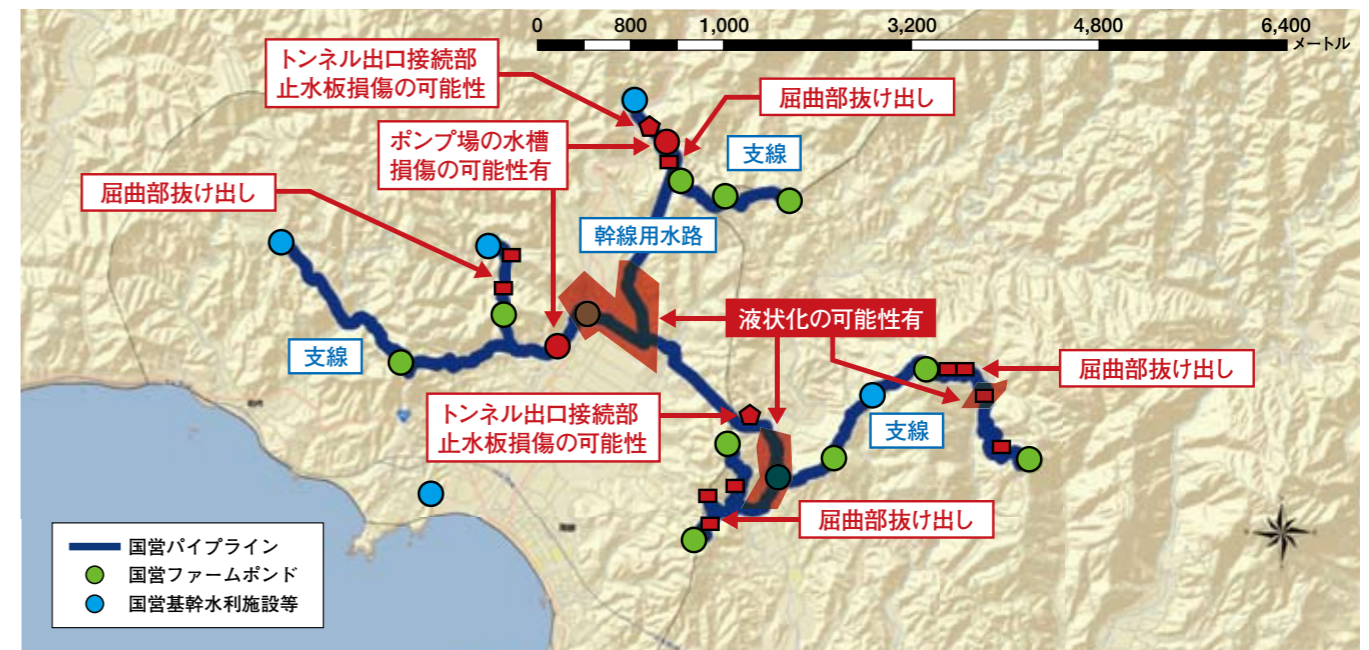 0 800 1,000 3,200 4,800 6,400
メートル
トンネル出口接続部
止水板損傷の可能性
屈曲部抜け出し
ポンプ場の水槽
損傷の可能性有
支線
屈曲部抜け出し
幹線用水路
液状化の可能性有
支線
屈曲部抜け出し
トンネル出口接続部
止水板損傷の可能性
支線
屈曲部抜け出し
国営パイプライン
国営ファームポンド
国営基幹水利施設等